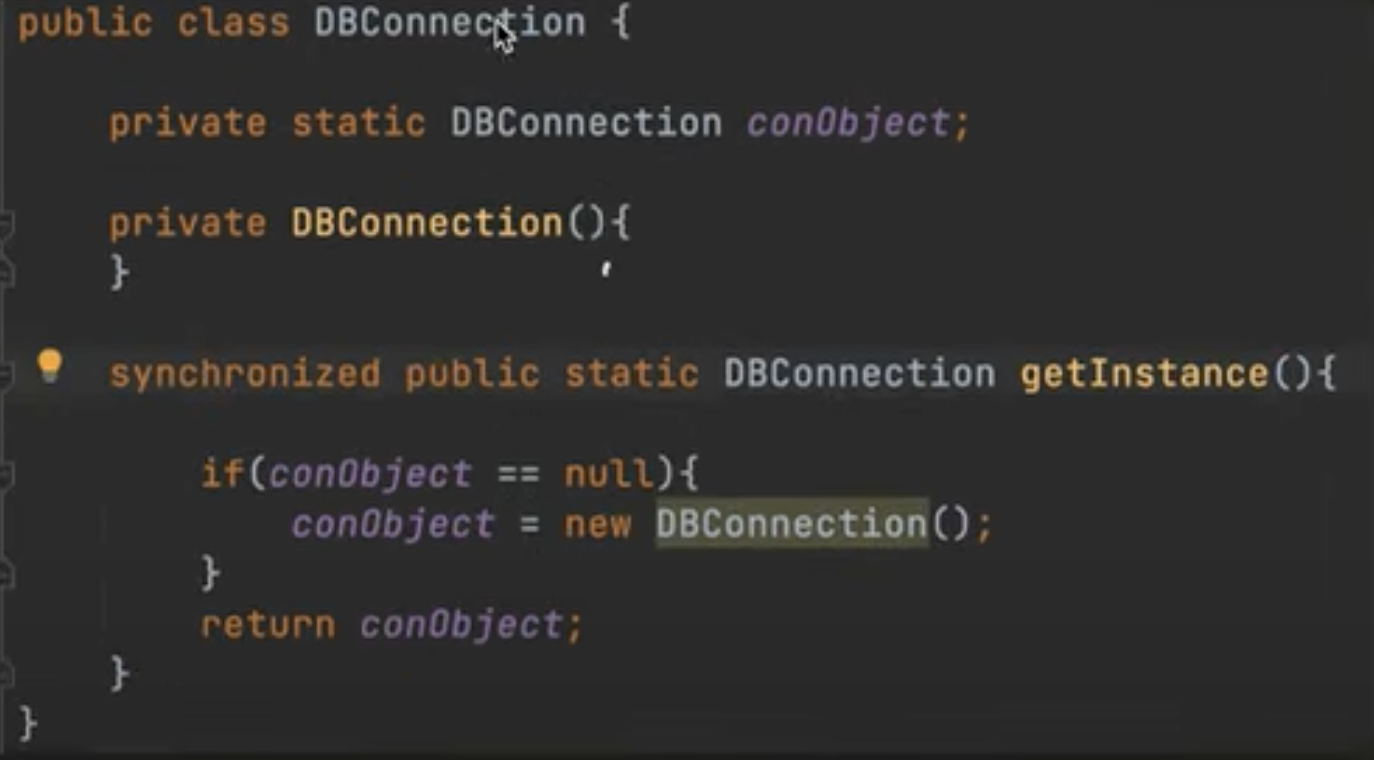 public class DBConnection {
private static DBConnection conObject;
private DBConnection(){
}
synchronized public static DBConnection getInstance(){
if(conObject == null){
conObject = new DBConnection();
}
return conObject;
}
}